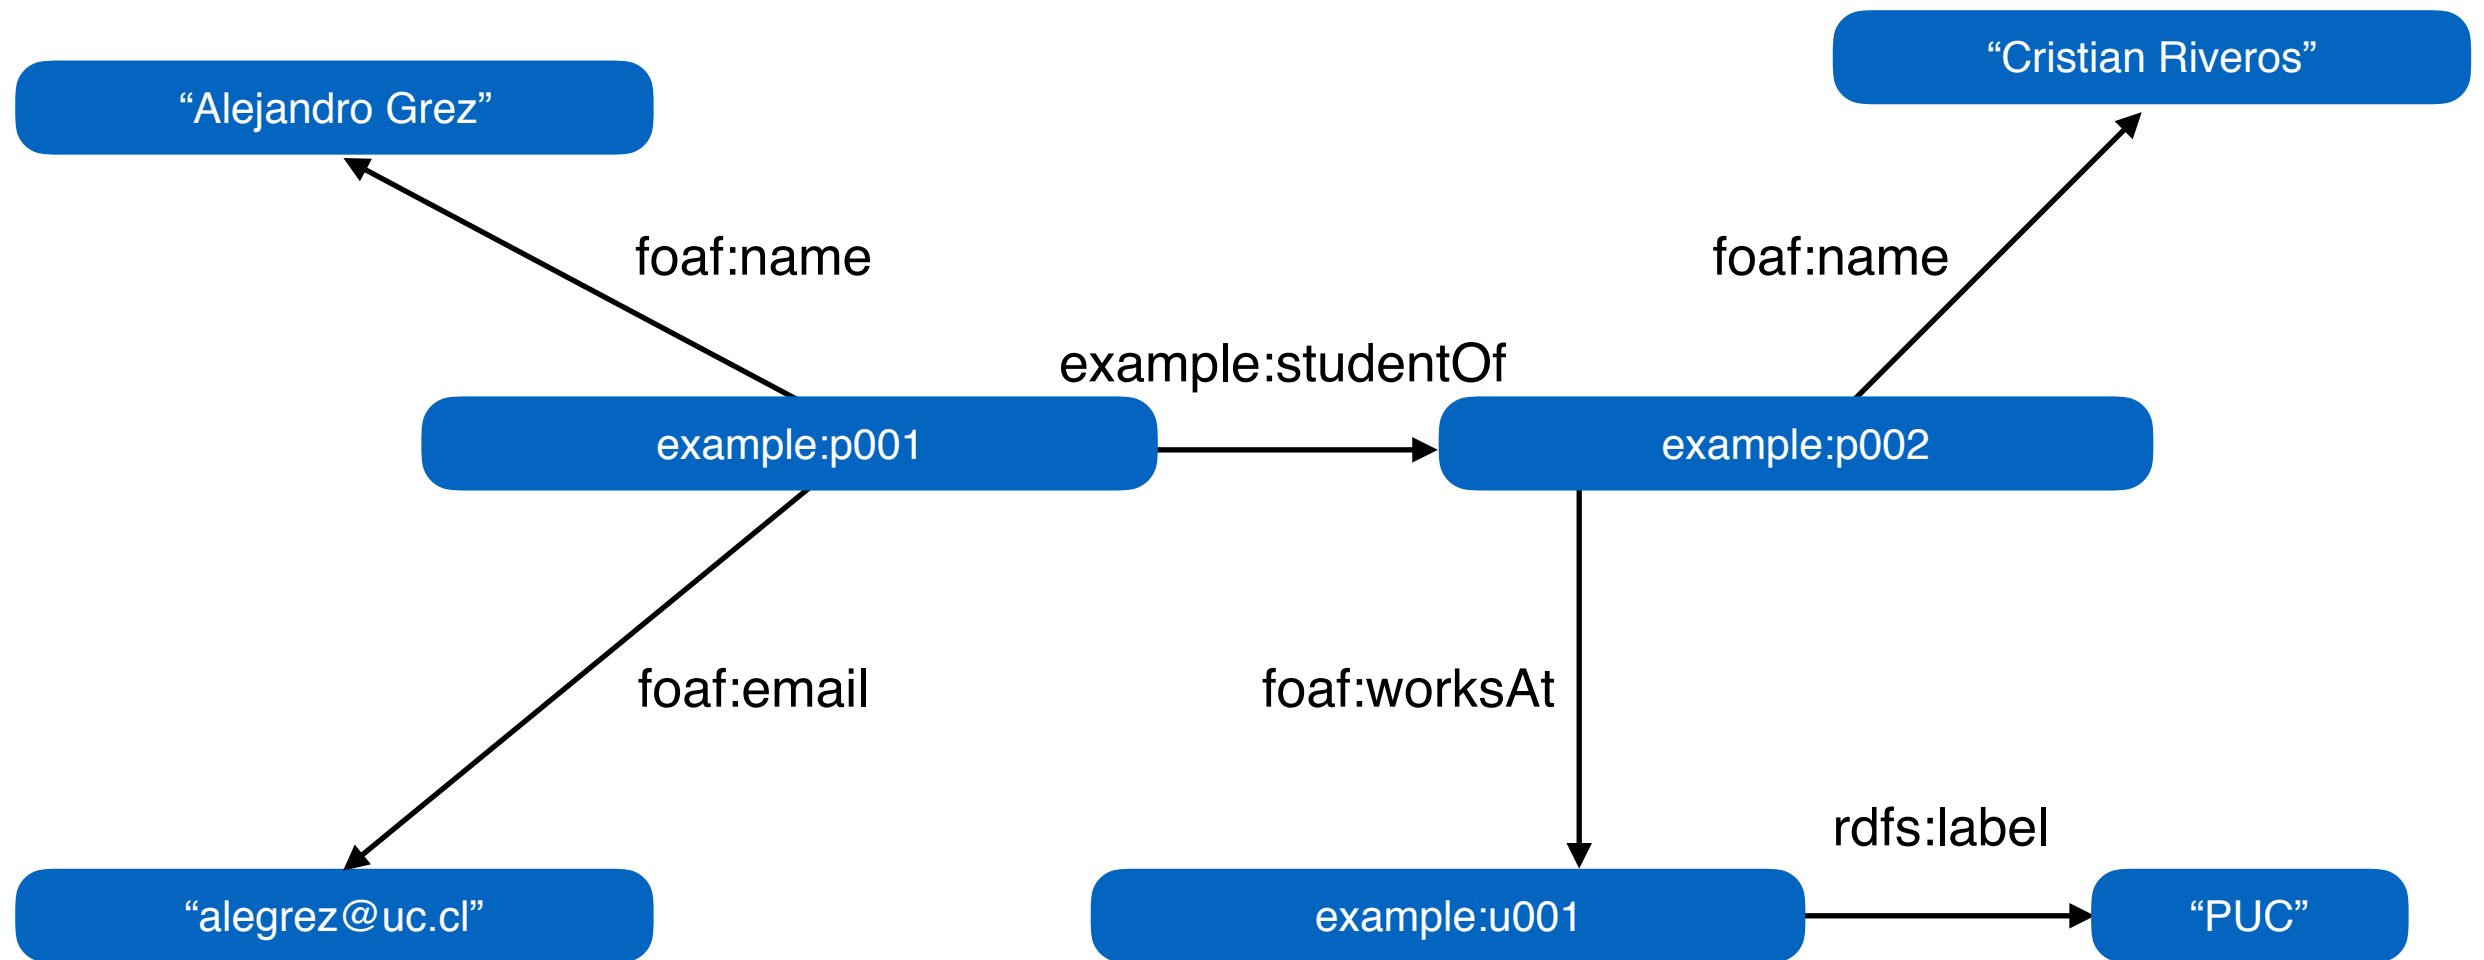 “Cristian Riveros”
“Alejandro Grez”
foaf:name
foaf:name
example:studentOf
example:p001
example:p002
foaf:email
foaf:worksAt
rdfs:label
“alegrez@uc.cl”
example:u001
“PUC”